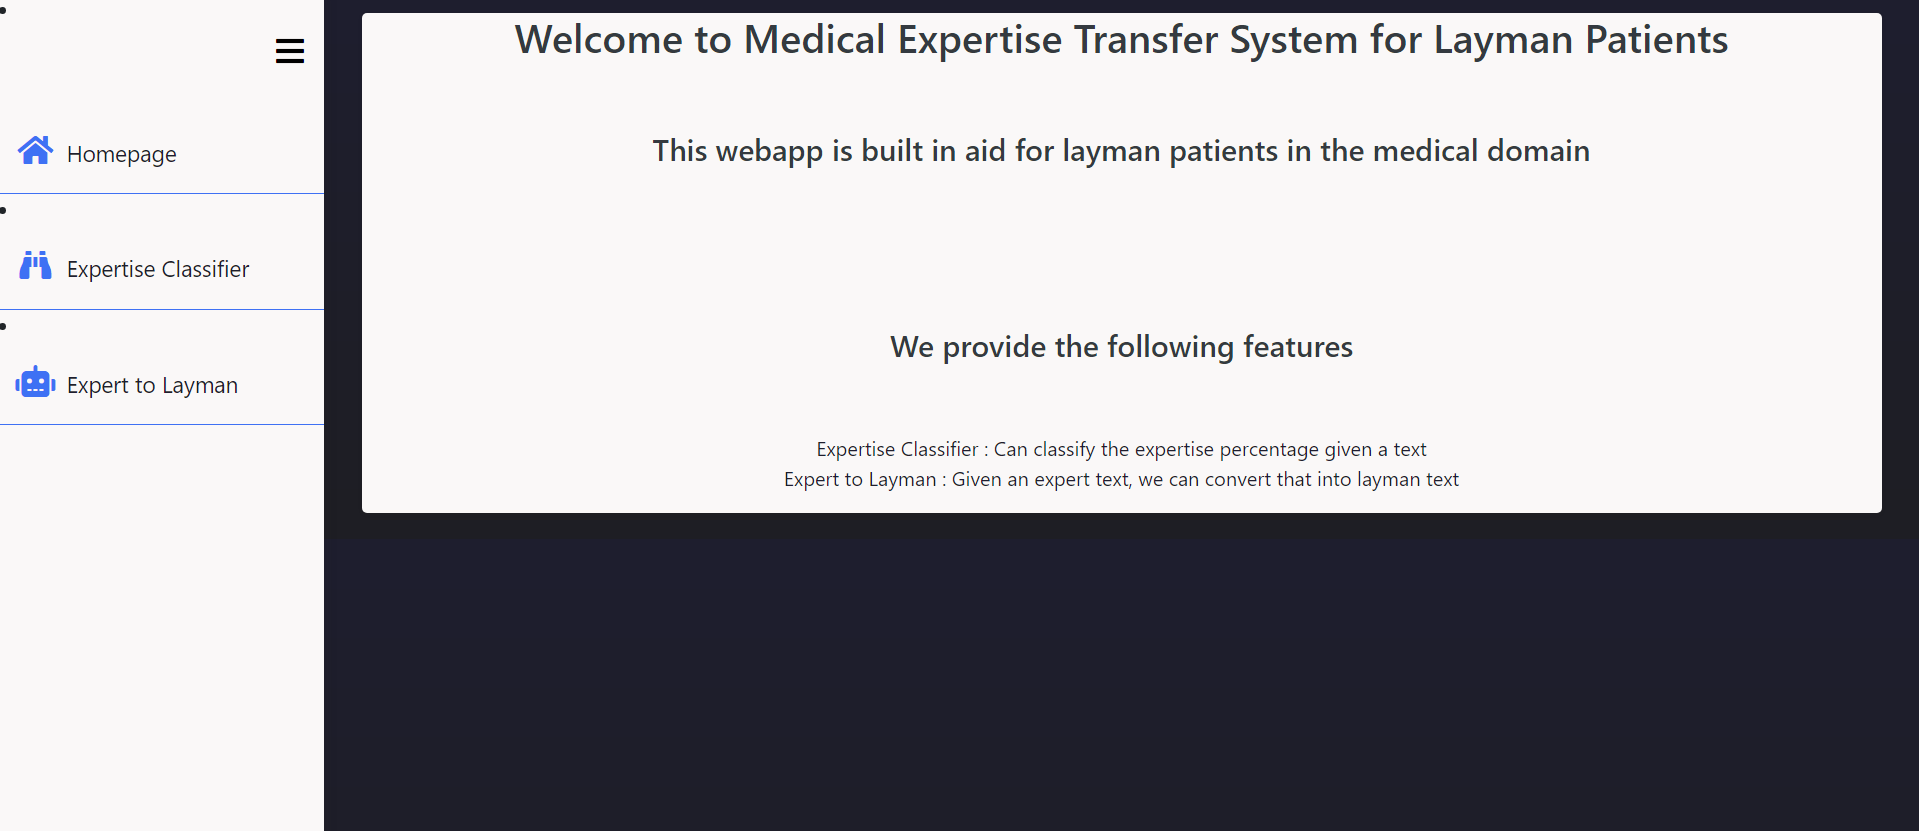 Homepage
Expertise Classifier
Expert to Layman
Welcome to Medical Expertise Transfer System for Layman Patients
This webapp is built in aid for layman patients in the medical domain
We provide the following features
Expertise Classifier : Can classify the expertise percentage given a text
Expert to Layman : Given an expert text, we can convert that into layman text